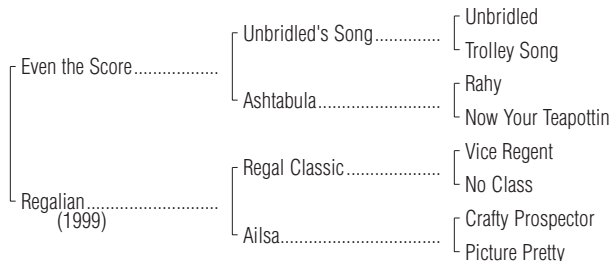 Unbridled
Unbridled's Song..............
Trolley Song
Even the Score..................
Rahy
Ashtabula..........................
Now Your Teapottin
Vice Regent
Regal Classic....................
No Class
Regalian............................
(1999)
Crafty Prospector
Ailsa..................................
Picture Pretty